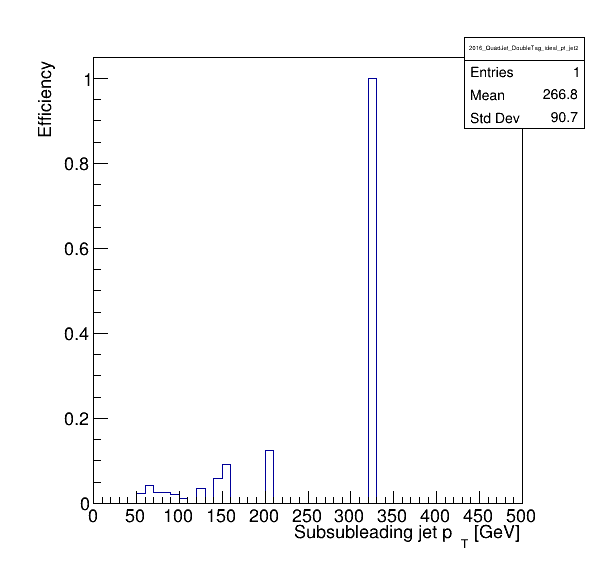 2016_QuadJet_DoubleTag_ideal_pt_jet2
Entries 1
Mean 266.8
Std Dev 90.7
Efficiency
1
0.8
0.6
0.4
0.2
0
0 50 100 150 200 250 300 350 400 450 500
Subsubleading jet p T [GeV]